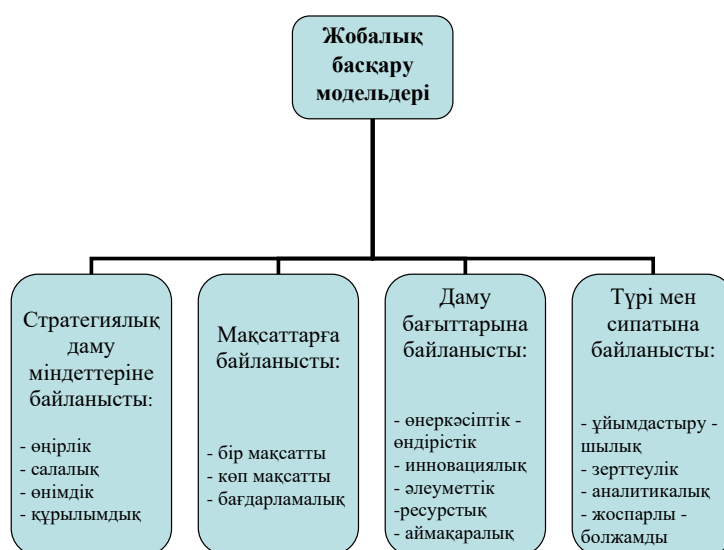 Жобалық
басқару
модельдері
Стратегиялық
даму
міндеттеріне
байланысты:
- өңірлік
- салалық
- өнімдік
- құрылымдық
Мақсаттарға
байланысты:
- бір мақсатты
- көп мақсатты
- бағдарламалық
Даму
бағыттарына
байланысты:
- өнеркәсіптік -
өндірістік
- инновациялық
- әлеуметтік
-ресурстық
- аймақаралық
Түрі мен
сипатына
байланысты:
- ұйымдастыру -
шылық
- зерттеулік
- аналитикалық
- жоспарлы -
болжамды